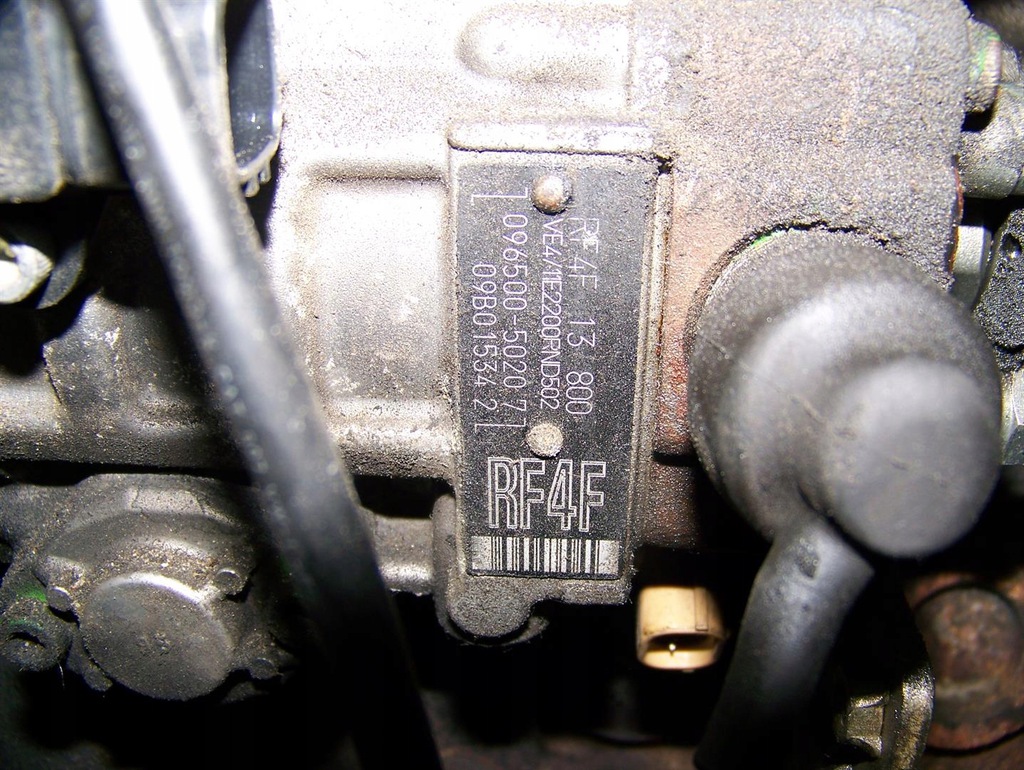 RF4F 13 800
VE4/11E2200RND502
096500-5020 7
09B01534 2
RF4F